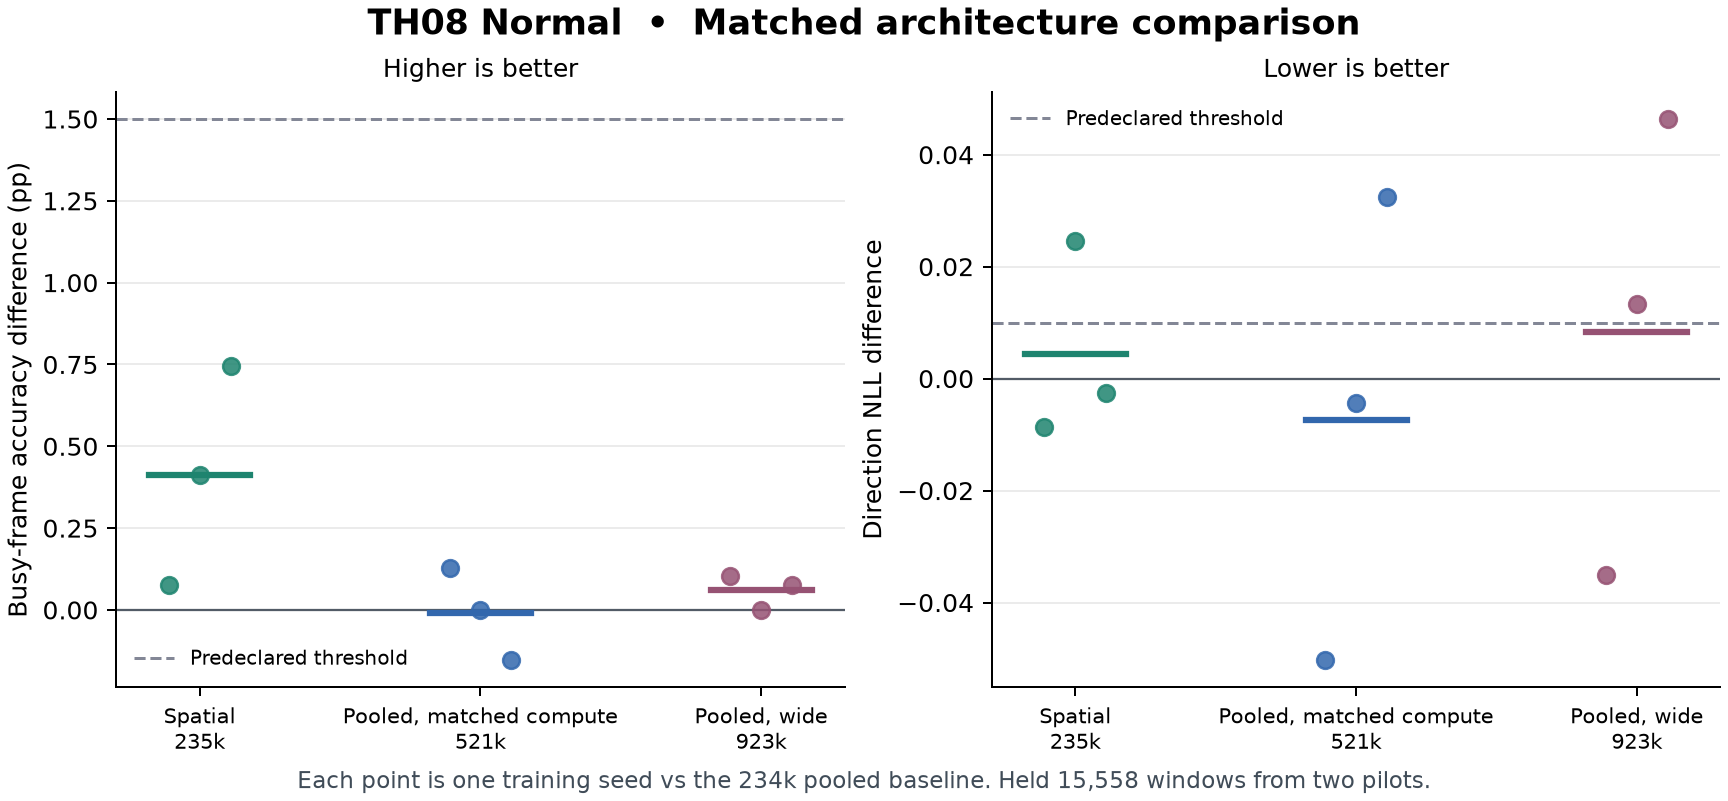 TH08 Normal • Matched architecture comparison
Higher is better
Busy-frame accuracy difference (pp)
1.50
1.25
1.00
0.75
0.50
0.25
0.00
Predeclared threshold
Spatial
235k
Pooled, matched compute
521k
Pooled, wide
923k
Lower is better
Direction NLL difference
Predeclared threshold
0.04
0.02
0.00
−0.02
−0.04
Spatial
235k
Pooled, matched compute
521k
Pooled, wide
923k
Each point is one training seed vs the 234k pooled baseline. Held 15,558 windows from two pilots.